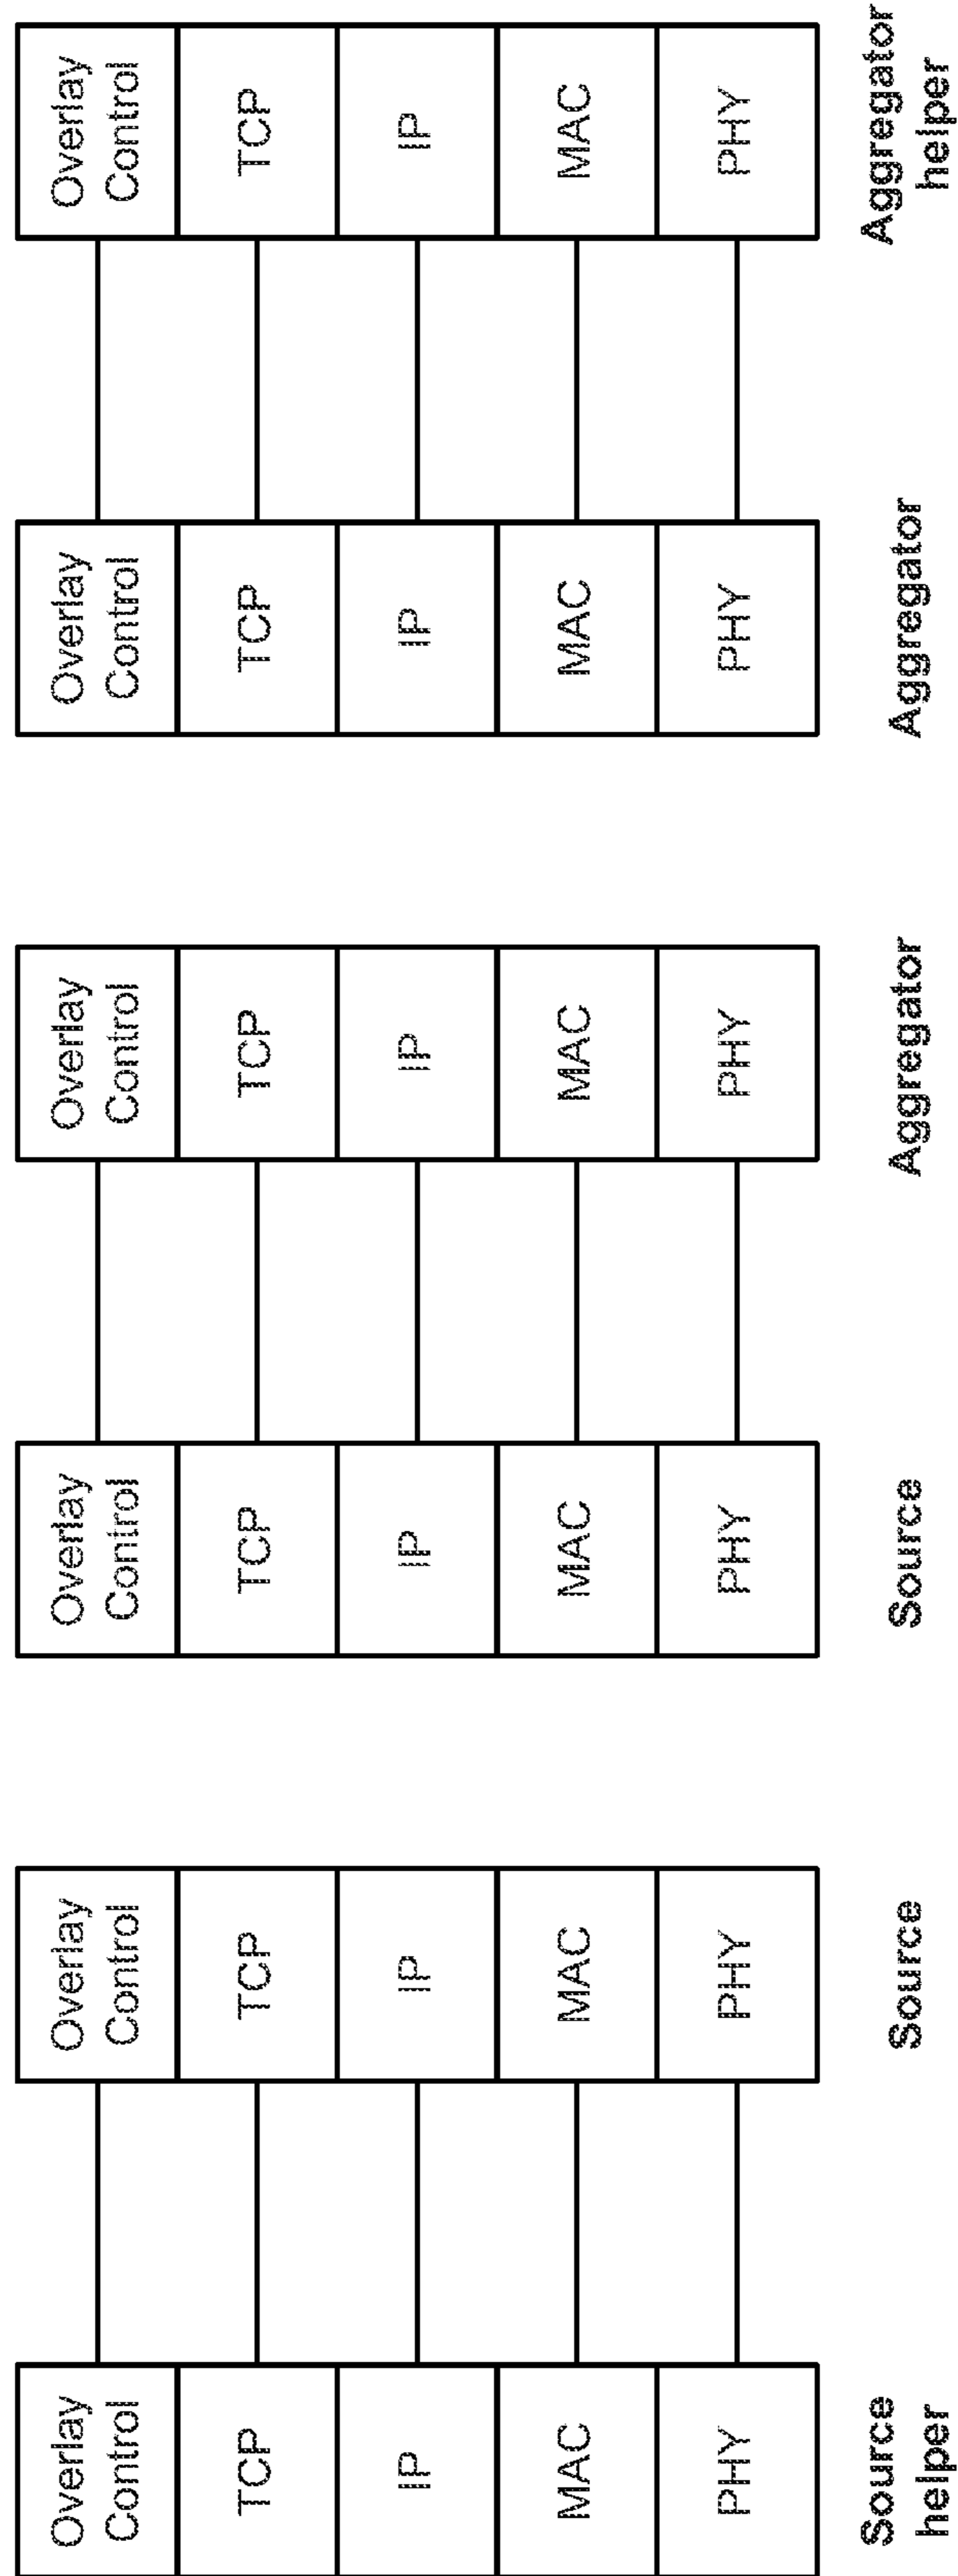 Overlay
Control
TCP
IP
MAC
PHY
Source
helper
Overlay
Control
TCP
IP
MAC
PHY
Source
Overlay
Control
TCP
IP
MAC
PHY
Source
Overlay
Control
TCP
IP
MAC
PHY
Aggregator
Overlay
Control
TCP
IP
MAC
PHY
Aggregator
Overlay
Control
TCP
IP
MAC
PHY
Aggregator
helper